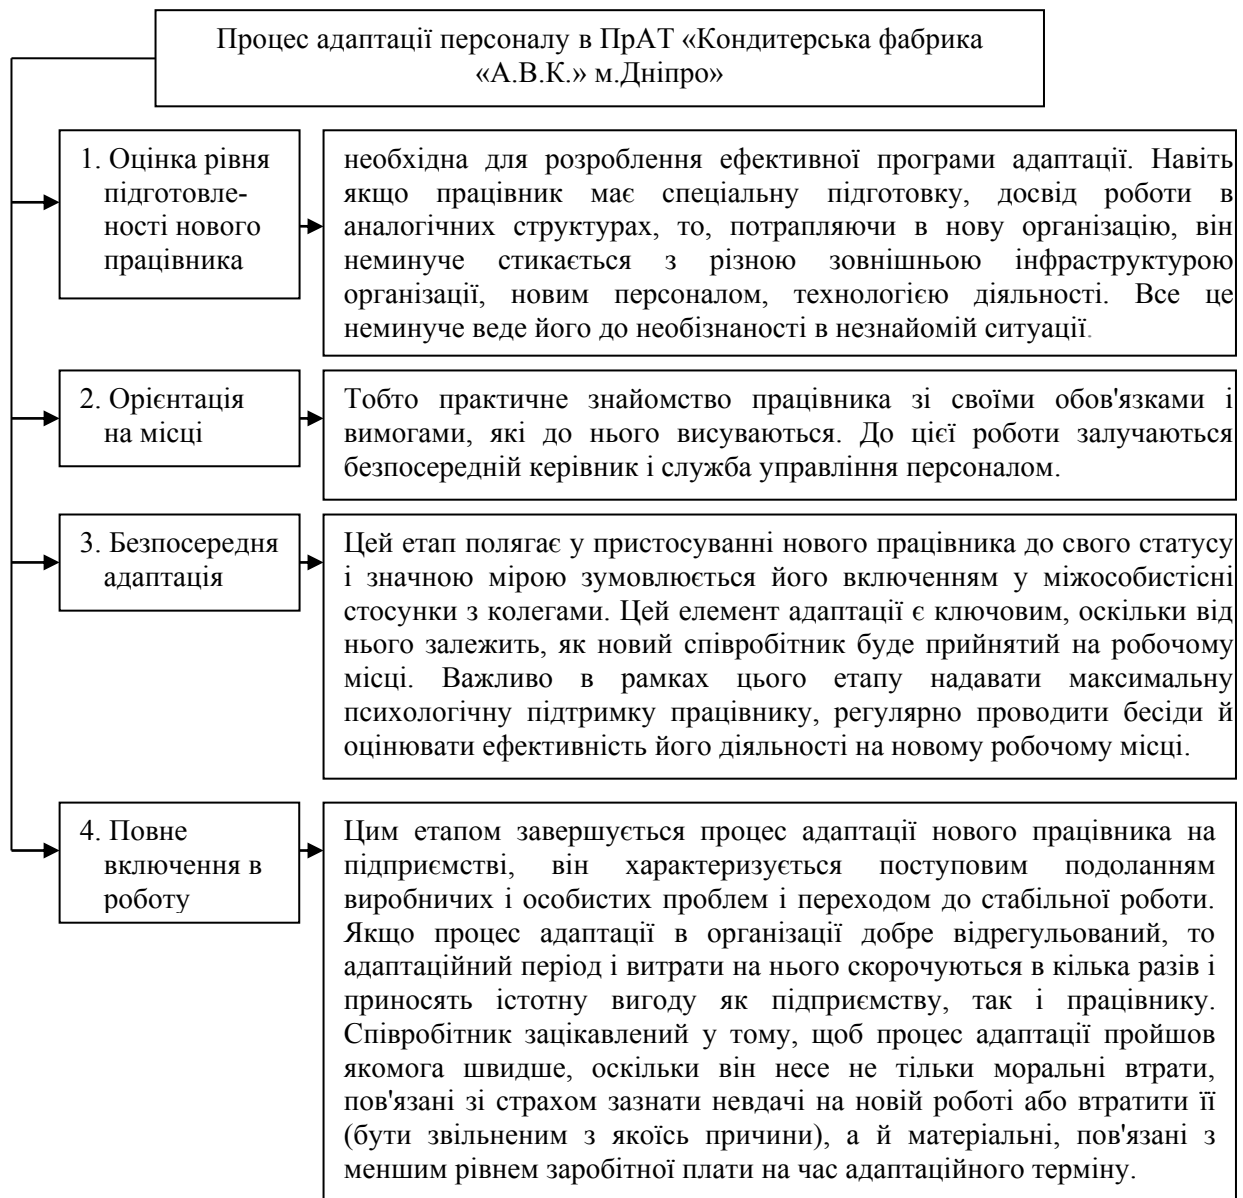 Процес адаптації персоналу в ПрАТ «Кондитерська фабрика
«А.В.К.» м.Дніпро»
1. Оцінка рівня
підготовле-
ності нового
працівника
необхідна для розроблення ефективної програми адаптації. Навіть
якщо працівник має спеціальну підготовку, досвід роботи в
аналогічних структурах, то, потрапляючи в нову організацію, він
неминуче стикається з різною зовнішньою інфраструктурою
організації, новим персоналом, технологією діяльності. Все це
неминуче веде його до необізнаності в незнайомій ситуації.
2. Орієнтація
на місці
Тобто практичне знайомство працівника зі своїми обов'язками і
вимогами, які до нього висуваються. До цієї роботи залучаються
безпосередній керівник і служба управління персоналом.
3. Безпосередня
адаптація
Цей етап полягає у пристосуванні нового працівника до свого статусу
і значною мірою зумовлюється його включенням у міжособистісні
стосунки з колегами. Цей елемент адаптації є ключовим, оскільки від
нього залежить, як новий співробітник буде прийнятий на робочому
місці. Важливо в рамках цього етапу надавати максимальну
психологічну підтримку працівнику, регулярно проводити бесіди й
оцінювати ефективність його діяльності на новому робочому місці.
4. Повне
включення в
роботу
Цим етапом завершується процес адаптації нового працівника на
підприємстві, він характеризується поступовим подоланням
виробничих і особистих проблем і переходом до стабільної роботи.
Якщо процес адаптації в організації добре відрегульований, то
адаптаційний період і витрати на нього скорочуються в кілька разів і
приносять істотну вигоду як підприємству, так і працівнику.
Співробітник зацікавлений у тому, щоб процес адаптації пройшов
якомога швидше, оскільки він несе не тільки моральні втрати,
пов'язані зі страхом зазнати невдачі на новій роботі або втратити її
(бути звільненим з якоїсь причини), а й матеріальні, пов'язані з
меншим рівнем заробітної плати на час адаптаційного терміну.